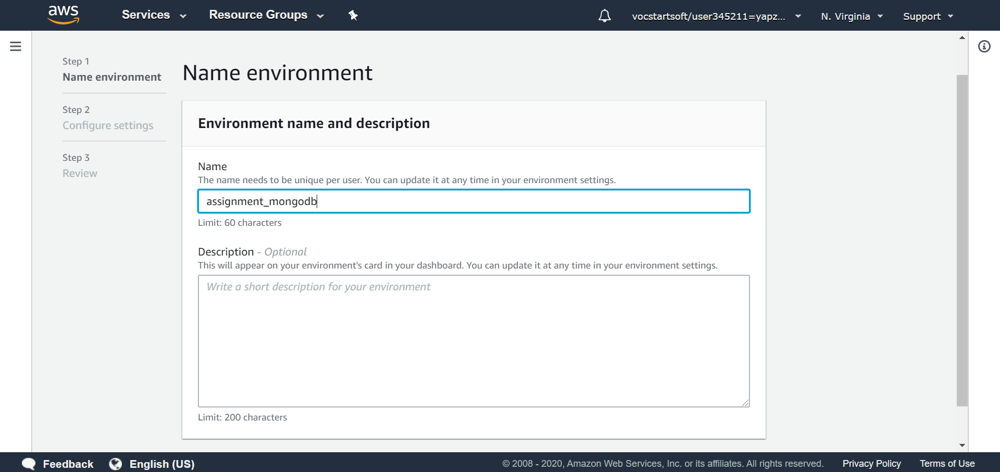 aws
Services
Resource Groups
vocstartsoft/user345211=yapz...
N. Virginia
Support
Step 1
Name environment
Step 2
Configure settings
Step 3
Review
Name environment
Environment name and description
Name
The name needs to be unique per user. You can update it at any time in your environment settings.
assignment_mongodb
Limit: 60 characters
Description - Optional
This will appear on your environment's card in your dashboard. You can update it at any time in your environment settings.
Write a short description for your environment
Limit: 200 characters
Feedback
English (US)
© 2008 - 2020, Amazon Web Services, Inc. or its affiliates. All rights reserved.
Privacy Policy
Terms of Use